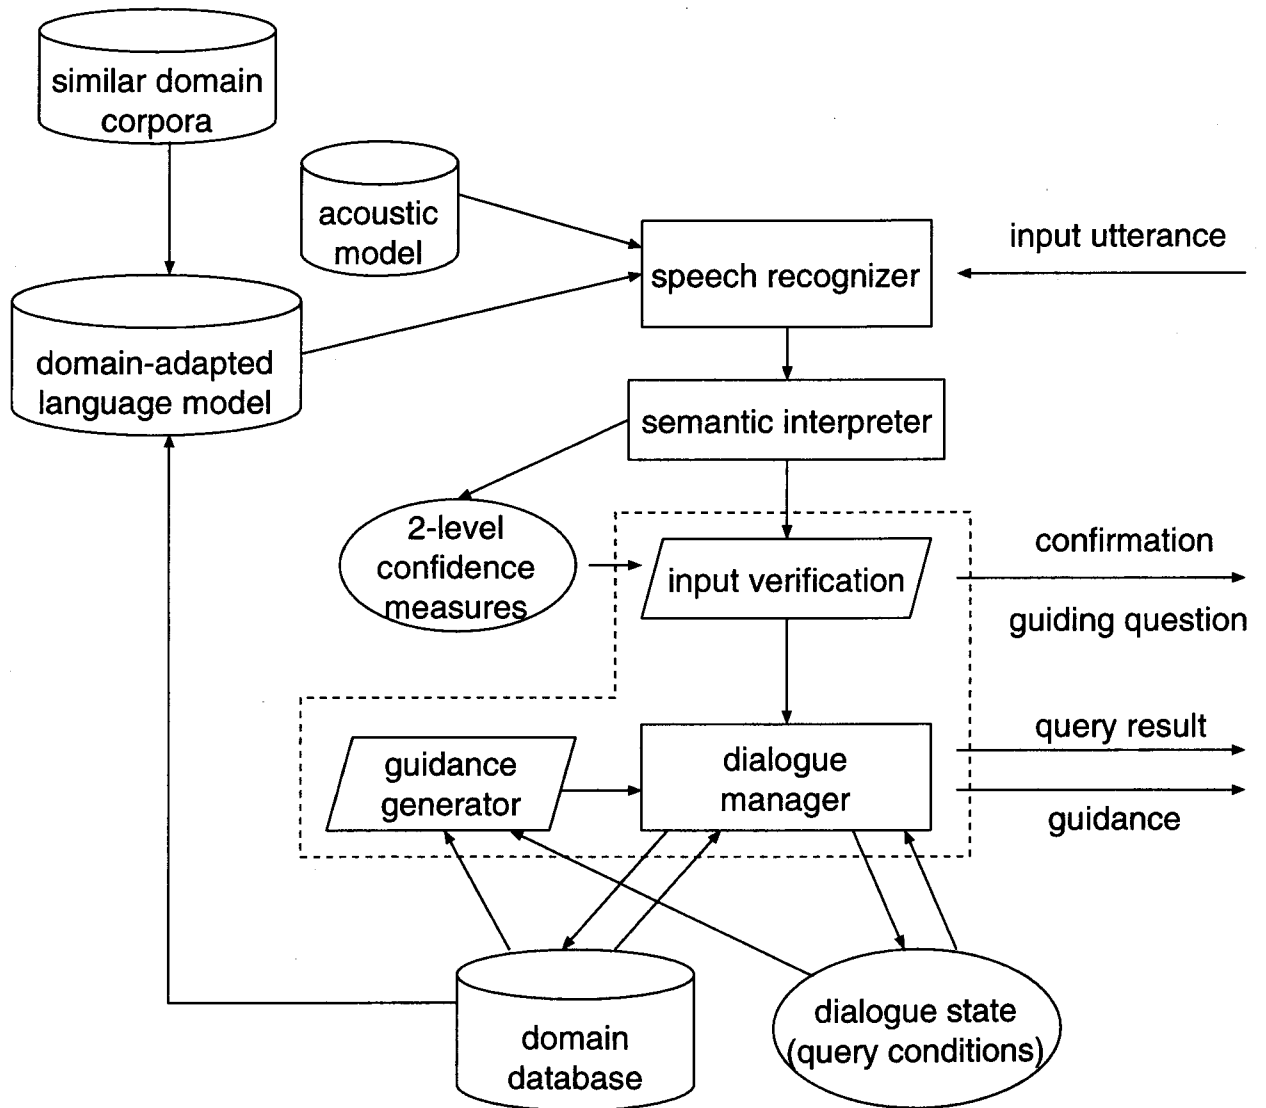 similar domain
corpora
acoustic
model
input utterance
speech recognizer
domain-adapted
language model
semantic interpreter
2-level
confidence
measures
input verification
confirmation
guiding question
guidance
generator
dialogue
manager
query result
guidance
domain
database
dialogue state
(query conditions)